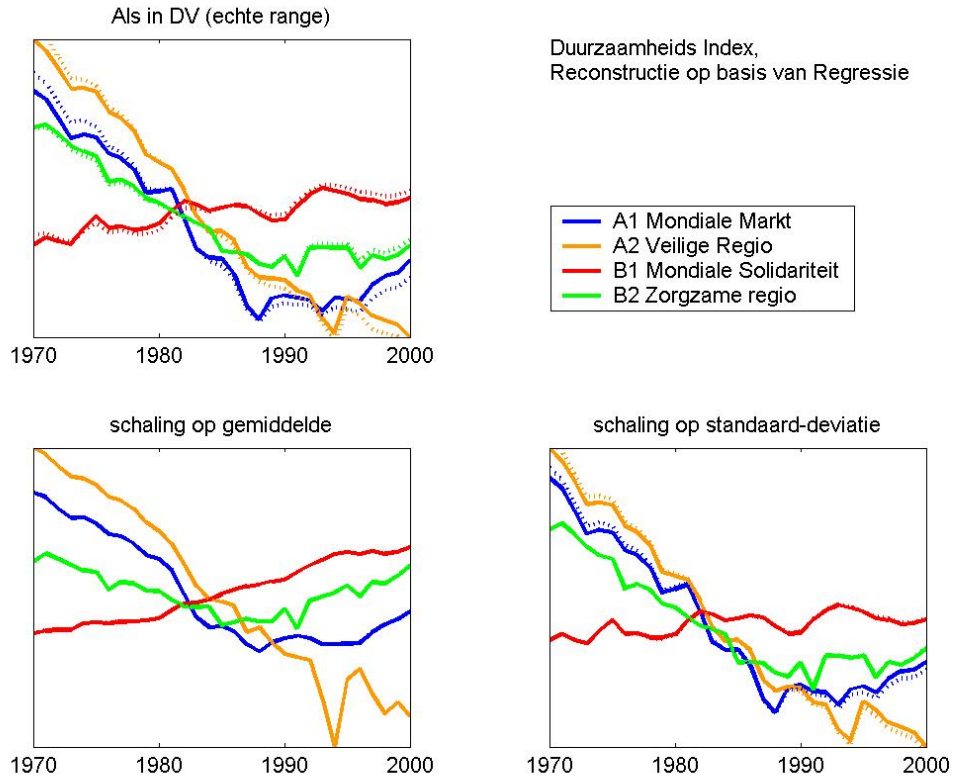 Als in DV (echte range)
Duurzaamheids Index,
Reconstructie op basis van Regressie
A1 Mondiale Markt
A2 Veilige Regio
B1 Mondiale Solidariteit
B2 Zorgzame regio
1970 1980 1990 2000
schaling op gemiddelde
1970 1980 1990 2000
schaling op standaard-deviatie
1970 1980 1990 2000